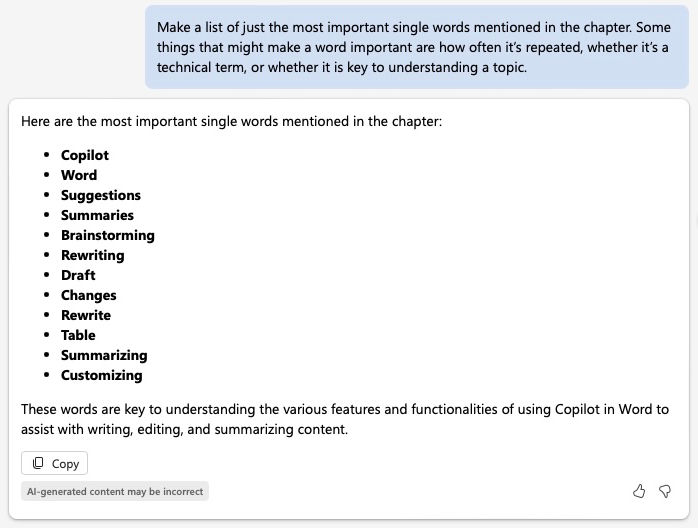 Make a list of just the most important single words mentioned in the chapter. Some
things that might make a word important are how often it’s repeated, whether it’s a
technical term, or whether it is key to understanding a topic.
Here are the most important single words mentioned in the chapter:
• Copilot
• Word
• Suggestions
• Summaries
• Brainstorming
• Rewriting
• Draft
• Changes
• Rewrite
• Table
• Summarizing
• Customizing
These words are key to understanding the various features and functionalities of using Copilot in Word to
assist with writing, editing, and summarizing content.
Copy
AI-generated content may be incorrect